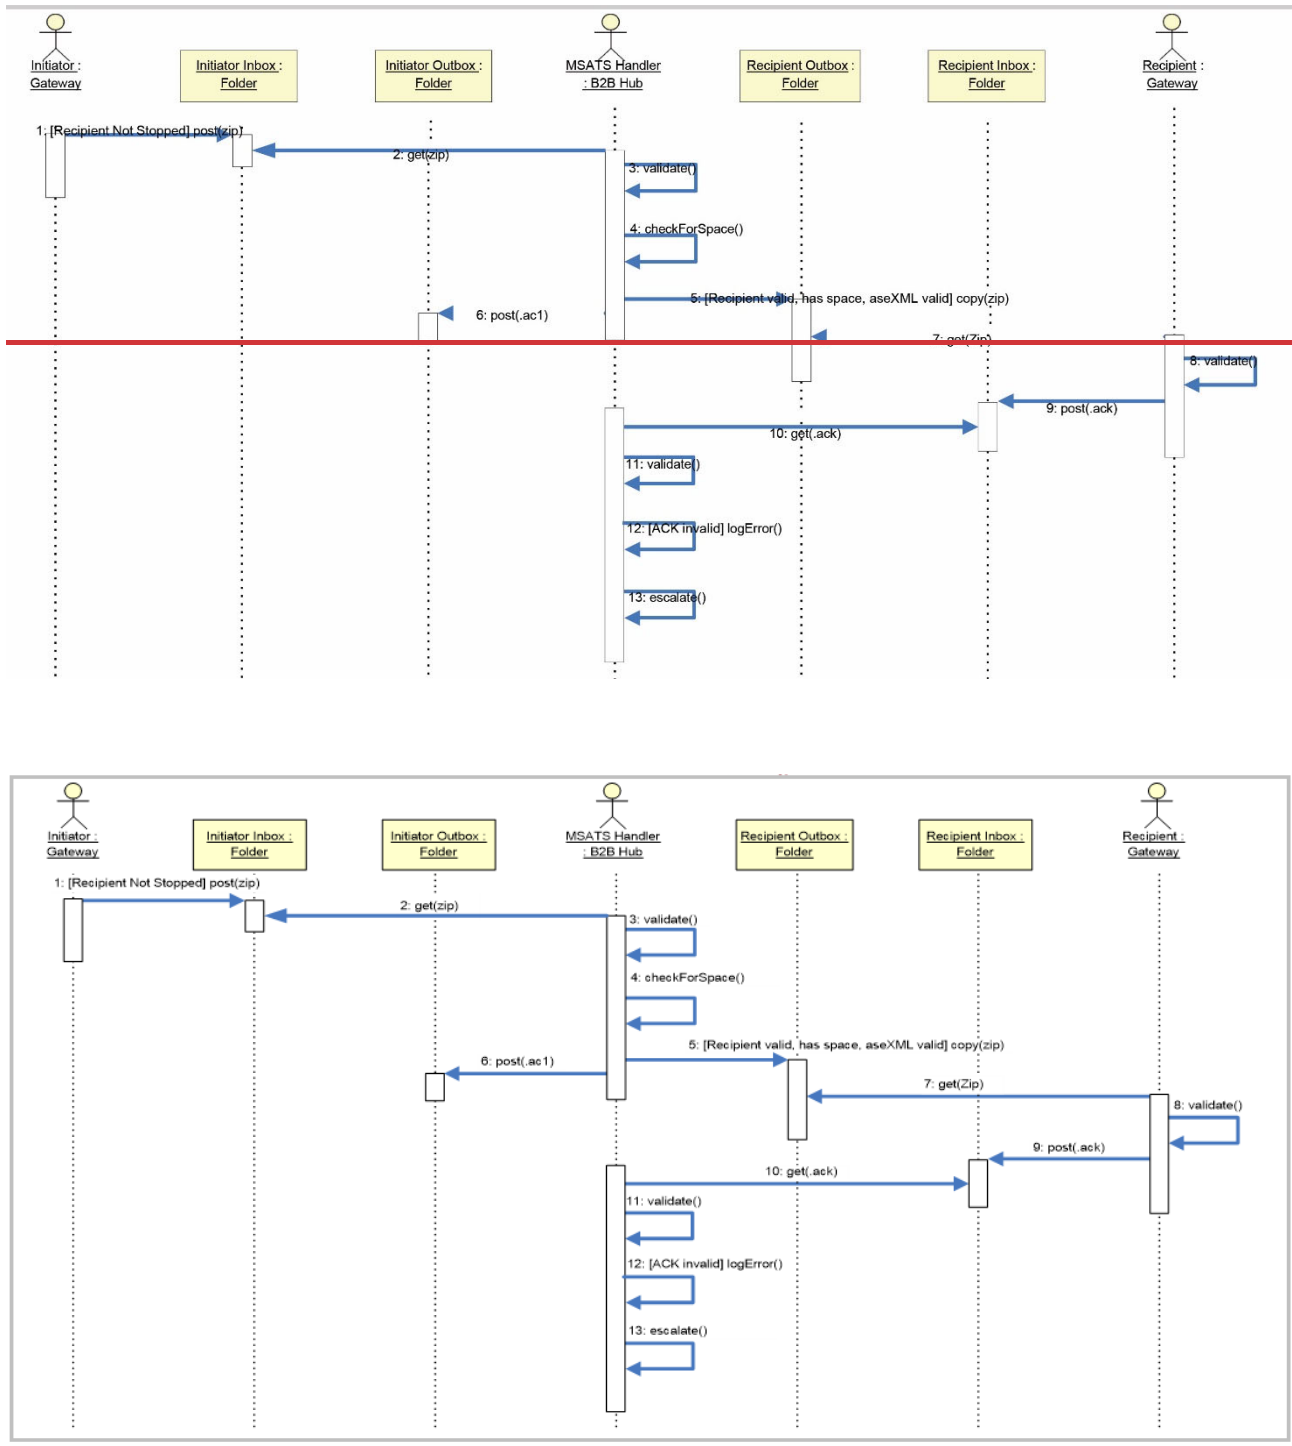 Initiator :
Gateway
Initiator Inbox :
Folder
Initiator Outbox :
Folder
MSATS Handler
: B2B Hub
Recipient Outbox :
Folder
Recipient Inbox :
Folder
Recipient :
Gateway
1: [Recipient Not Stopped] post(zip)
2: get(zip)
3: validate()
4: checkForSpace()
5: [Recipient valid, has space, aseXML valid] copy(zip)
6: post(.ac1)
7: get(Zip)
8: validate()
9: post(.ack)
10: get(.ack)
11: validate()
12: [ACK invalid] logError()
13: escalate()
Initiator :
Gateway
Initiator Inbox :
Folder
Initiator Outbox :
Folder
MSATS Handler
: B2B Hub
Recipient Outbox :
Folder
Recipient Inbox :
Folder
Recipient :
Gateway
1: [Recipient Not Stopped] post(zip)
2: get(zip)
3: validate()
4: checkForSpace()
5: [Recipient valid, has space, aseXML valid] copy(zip)
6: post(.ac1)
7: get(Zip)
8: validate()
9: post(.ack)
10: get(.ack)
11: validate()
12: [ACK invalid] logError()
13: escalate()